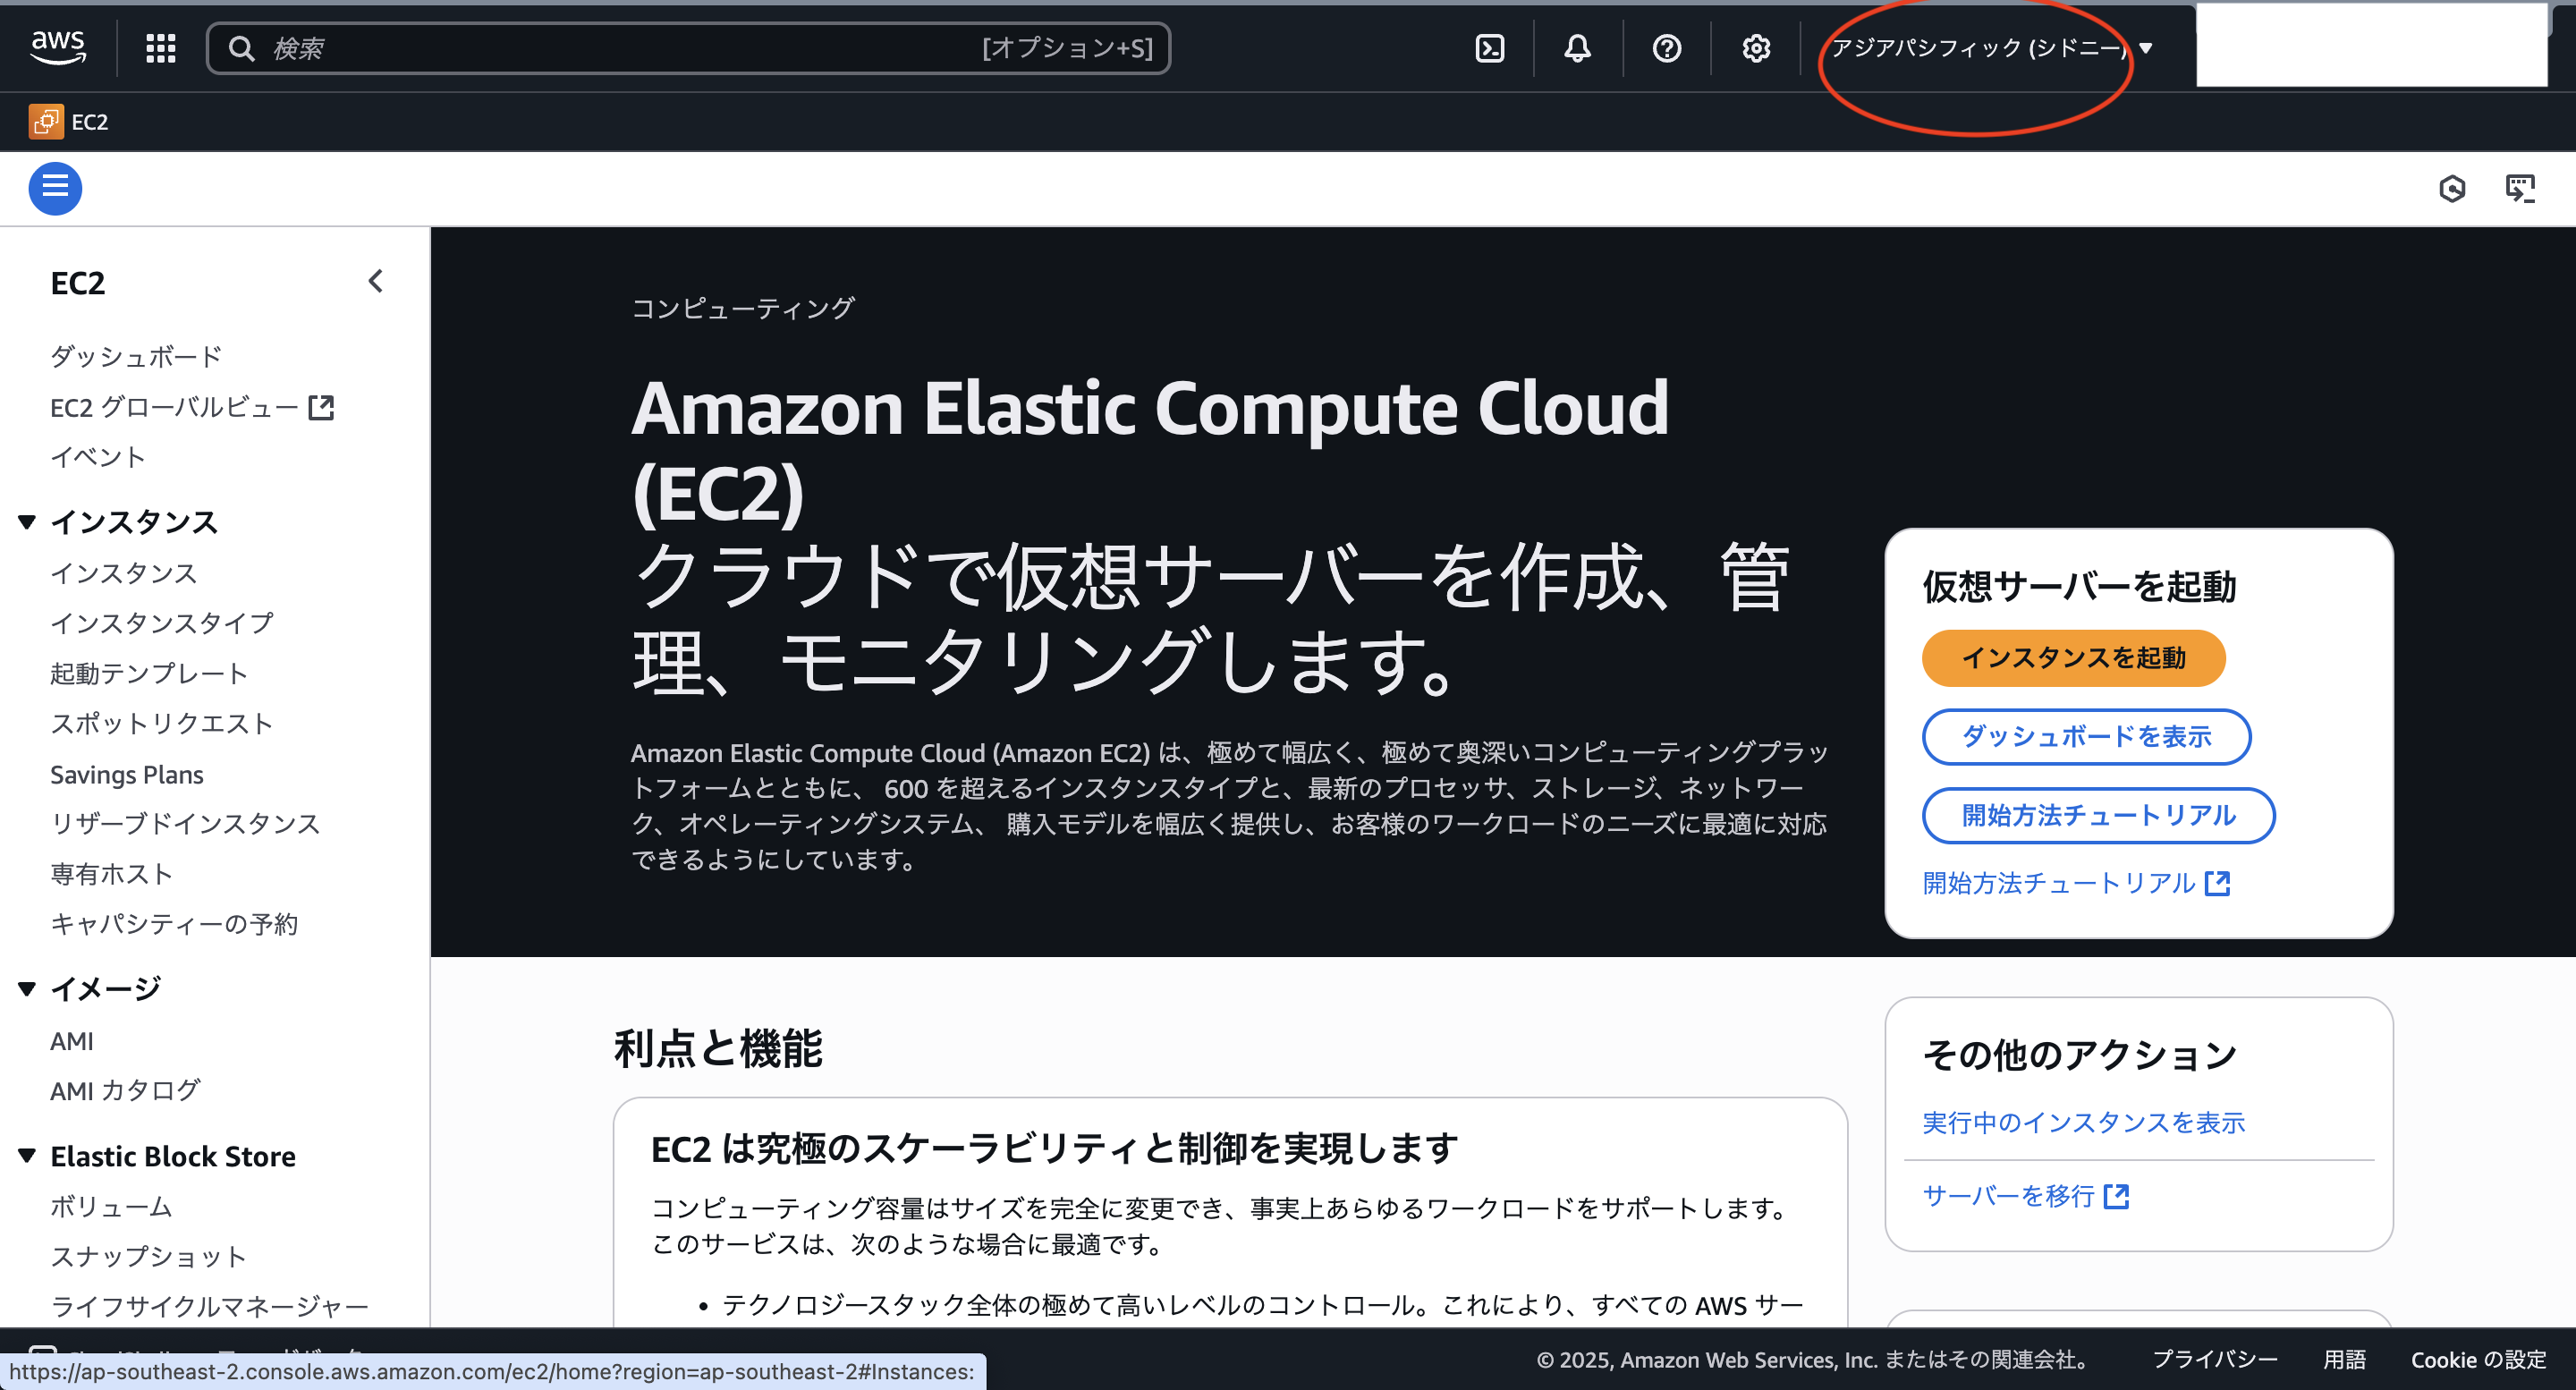 aws
検索
[オプション+S]
アジアパシフィック (シドニー)
EC2
EC2
ダッシュボード
EC2 グローバルビュー
イベント
インスタンス
インスタンス
インスタンスタイプ
起動テンプレート
スポットリクエスト
Savings Plans
リザーブドインスタンス
専有ホスト
キャパシティーの予約
イメージ
AMI
AMI カタログ
Elastic Block Store
ボリューム
スナップショット
ライフサイクルマネージャー
コンピューティング
Amazon Elastic Compute Cloud
(EC2)
クラウドで仮想サーバーを作成、管
理、モニタリングします。
Amazon Elastic Compute Cloud (Amazon EC2) は、極めて幅広く、極めて奥深いコンピューティングプラッ
トフォームとともに、 600 を超えるインスタンスタイプと、最新のプロセッサ、ストレージ、ネットワー
ク、オペレーティングシステム、 購入モデルを幅広く提供し、お客様のワークロードのニーズに最適に対応
できるようにしています。
仮想サーバーを起動
インスタンスを起動
ダッシュボードを表示
開始方法チュートリアル
開始方法チュートリアル
利点と機能
EC2 は究極のスケーラビリティと制御を実現します
コンピューティング容量はサイズを完全に変更でき、事実上あらゆるワークロードをサポートします。
このサービスは、次のような場合に最適です。
• テクノロジースタック全体の極めて高いレベルのコントロール。これにより、すべての AWS サー
その他のアクション
実行中のインスタンスを表示
サーバーを移行
https://ap-southeast-2.console.aws.amazon.com/ec2/home?region=ap-southeast-2#Instances:
© 2025, Amazon Web Services, Inc. またはその関連会社。
プライバシー
用語
Cookie の設定